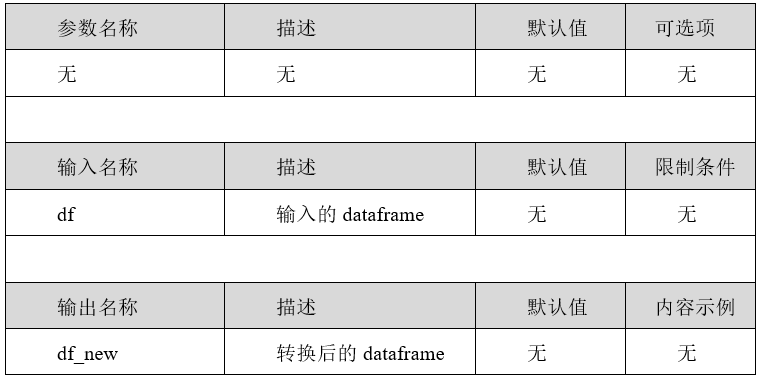 参数名称 描述 默认值 可选项
无 无 无 无
输入名称 描述 默认值 限制条件
df 输入的 dataframe 无 无
输出名称 描述 默认值 内容示例
df_new 转换后的 dataframe 无 无